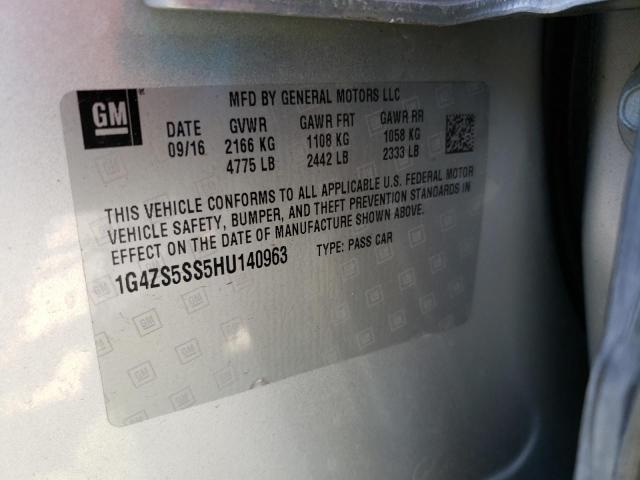 GM
MFD BY GENERAL MOTORS LLC
DATE GVWR GAWR FRT GAWR RR
09/16 2166 KG 1108 KG 1058 KG
4775 LB 2442 LB 2333 LB
THIS VEHICLE CONFORMS TO ALL APPLICABLE U.S. FEDERAL MOTOR
VEHICLE SAFETY, BUMPER, AND THEFT PREVENTION STANDARDS IN
EFFECT ON THE DATE OF MANUFACTURE SHOWN ABOVE.
1G4ZS5SS5HU140963 TYPE: PASS CAR